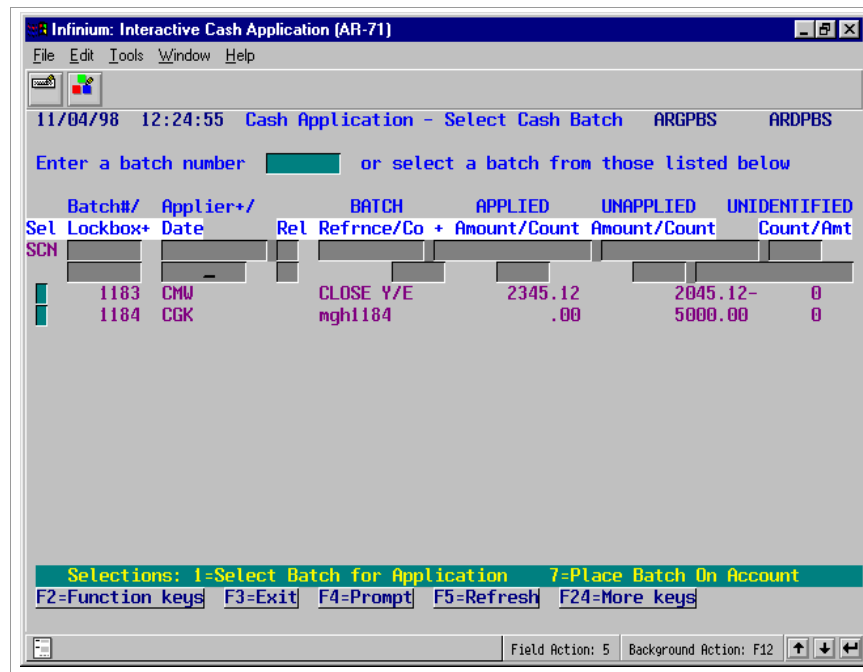 Infinium: Interactive Cash Application (AR-71)
File Edit Tools Window Help
11/04/98 12:24:55 Cash Application - Select Cash Batch ARGPBS ARDPBS
Enter a batch number or select a batch from those listed below
Batch#/ Applier+/ BATCH APPLIED UNAPPLIED UNIDENTIFIED
Sel Lockbox+ Date Rel Refrnce/Co + Amount/Count Amount/Count Count/Amt
SCN
1183 CMW CLOSE Y/E 2345.12 2045.12- 0
1184 CGK mgh1184 .00 5000.00 0
Selections: 1=Select Batch for Application 7=Place Batch On Account
F2=Function keys F3=Exit F4=Prompt F5=Refresh F24=More keys
Field Action: 5 Background Action: F12